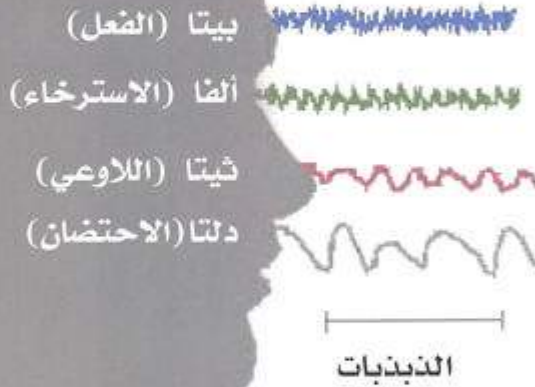 بيتا (الفعل)
ألفا (الاسترخاء)
ثيتا (اللاوعي)
دلتا (الاحتضان)
الذبذبات